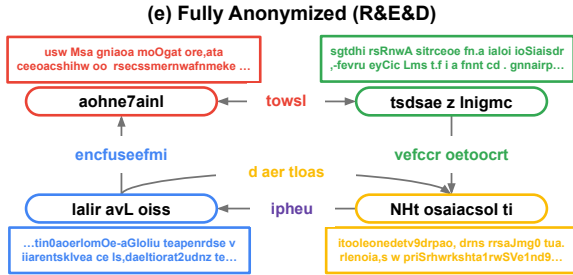 (e) Fully Anonymized (R&E&D)
usw Msa gniaoa moOgat ore,ata
ceeoacshihw oo rsecssmernwafnmeke ...
sgtdhi rsRnwA sitrceoe fn.a ialoi ioSiaisdr
,-fevru eyCic Lms t.f i a fnnt cd . gnnairp...
aohne7ainl
towsl
tsdsae z lnigmc
encfuseefmi
vefccr oetoocrt
d aer tloas
lalir avL oiss
ipheu
NHt osaiacsol ti
...tin0aoerlomOe-aGloliu teapenrdse v
iiarentsklvea ce ls,daeltiorat2udnz te...
itooleonedetv9drpao, drns rrsaJmg0 tua.
rlenoia,s w priSrhwrkshta1rwSVe1nd9...